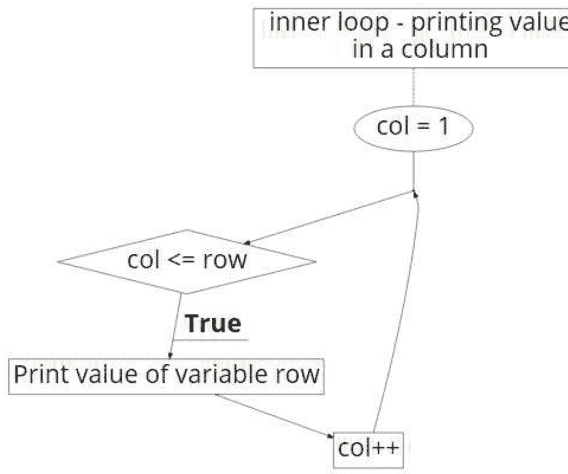 inner loop - printing value
in a column
col = 1
col <= row
True
Print value of variable row
col++